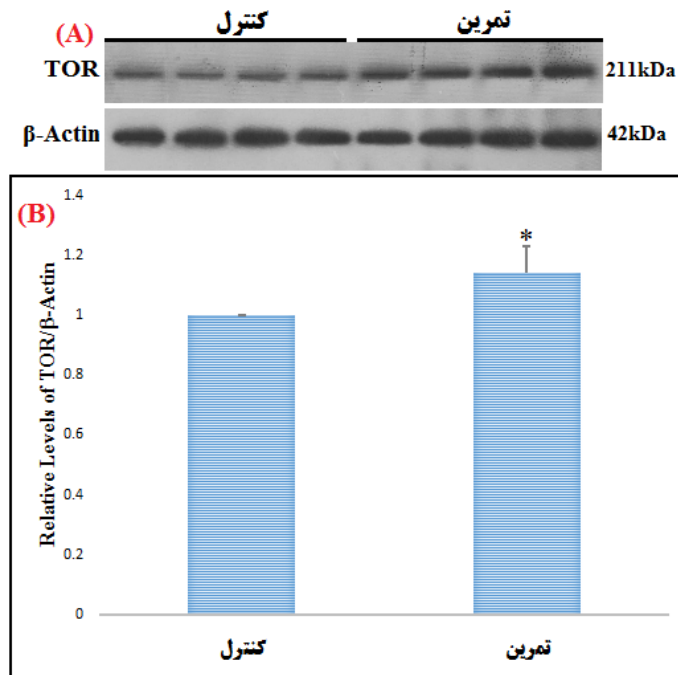 (A)
کنترل تمرین
TOR 211kDa
β-Actin 42kDa
(B)
Relative Levels of TOR/β-Actin
1.4
1.2
1
0.8
0.6
0.4
0.2
0
*
کنترل تمرین